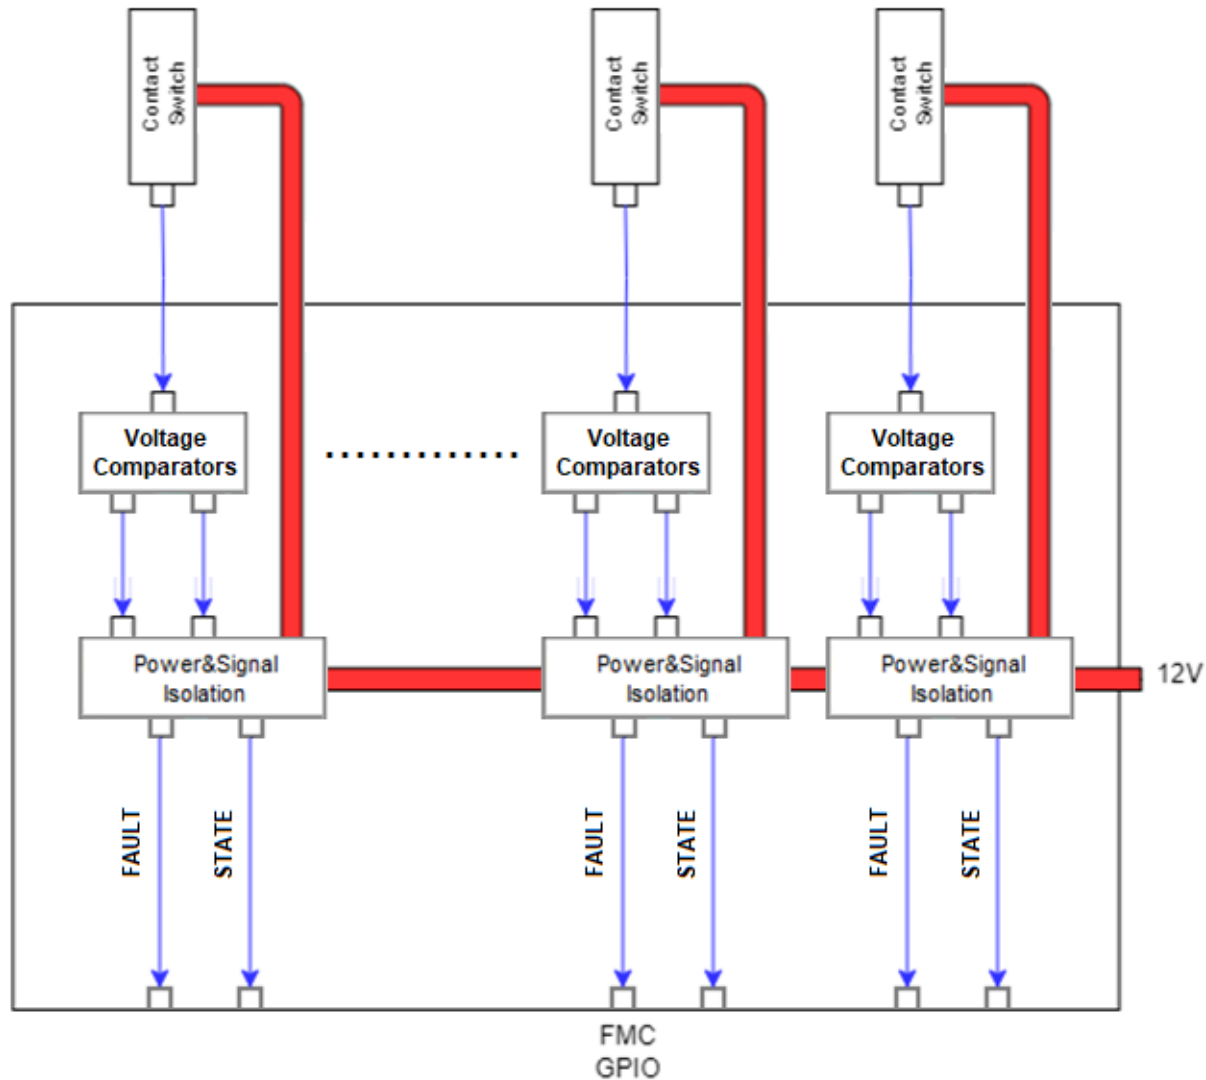 Contact
Switch
Contact
Switch
Contact
Switch
Voltage
Comparators
.............
Voltage
Comparators
Voltage
Comparators
Power&Signal
Isolation
Power&Signal
Isolation
Power&Signal
Isolation
12V
FAULT
STATE
FAULT
STATE
FAULT
STATE
FMC
GPIO